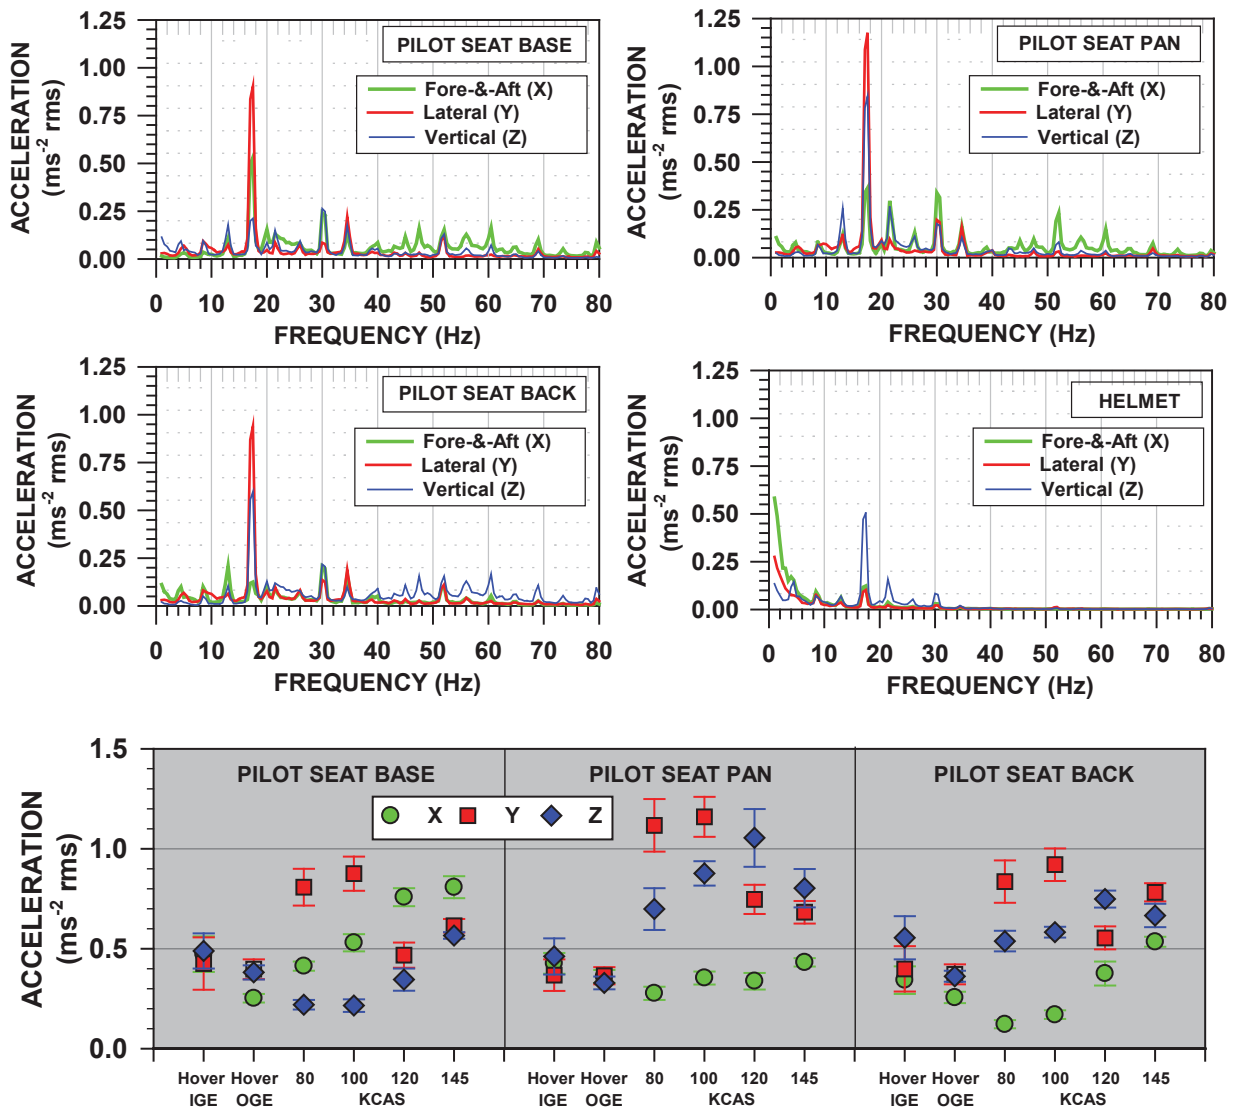 PILOT SEAT BASE
Fore-&-Aft (X)
Lateral (Y)
Vertical (Z)
ACCELERATION
(ms-2 rms)
1.25
1.00
0.75
0.50
0.25
0.00
0 10 20 30 40 50 60 70 80
FREQUENCY (Hz)
PILOT SEAT PAN
Fore-&-Aft (X)
Lateral (Y)
Vertical (Z)
ACCELERATION
(ms-2 rms)
1.25
1.00
0.75
0.50
0.25
0.00
0 10 20 30 40 50 60 70 80
FREQUENCY (Hz)
PILOT SEAT BACK
Fore-&-Aft (X)
Lateral (Y)
Vertical (Z)
ACCELERATION
(ms-2 rms)
1.25
1.00
0.75
0.50
0.25
0.00
0 10 20 30 40 50 60 70 80
FREQUENCY (Hz)
HELMET
Fore-&-Aft (X)
Lateral (Y)
Vertical (Z)
ACCELERATION
(ms-2 rms)
1.25
1.00
0.75
0.50
0.25
0.00
0 10 20 30 40 50 60 70 80
FREQUENCY (Hz)
PILOT SEAT BASE PILOT SEAT PAN PILOT SEAT BACK
X Y Z
ACCELERATION
(ms-2 rms)
1.5
1.0
0.5
0.0
Hover Hover 80 100 120 145 Hover Hover 80 100 120 145 Hover Hover 80 100 120 145
IGE OGE KCAS IGE OGE KCAS IGE OGE KCAS